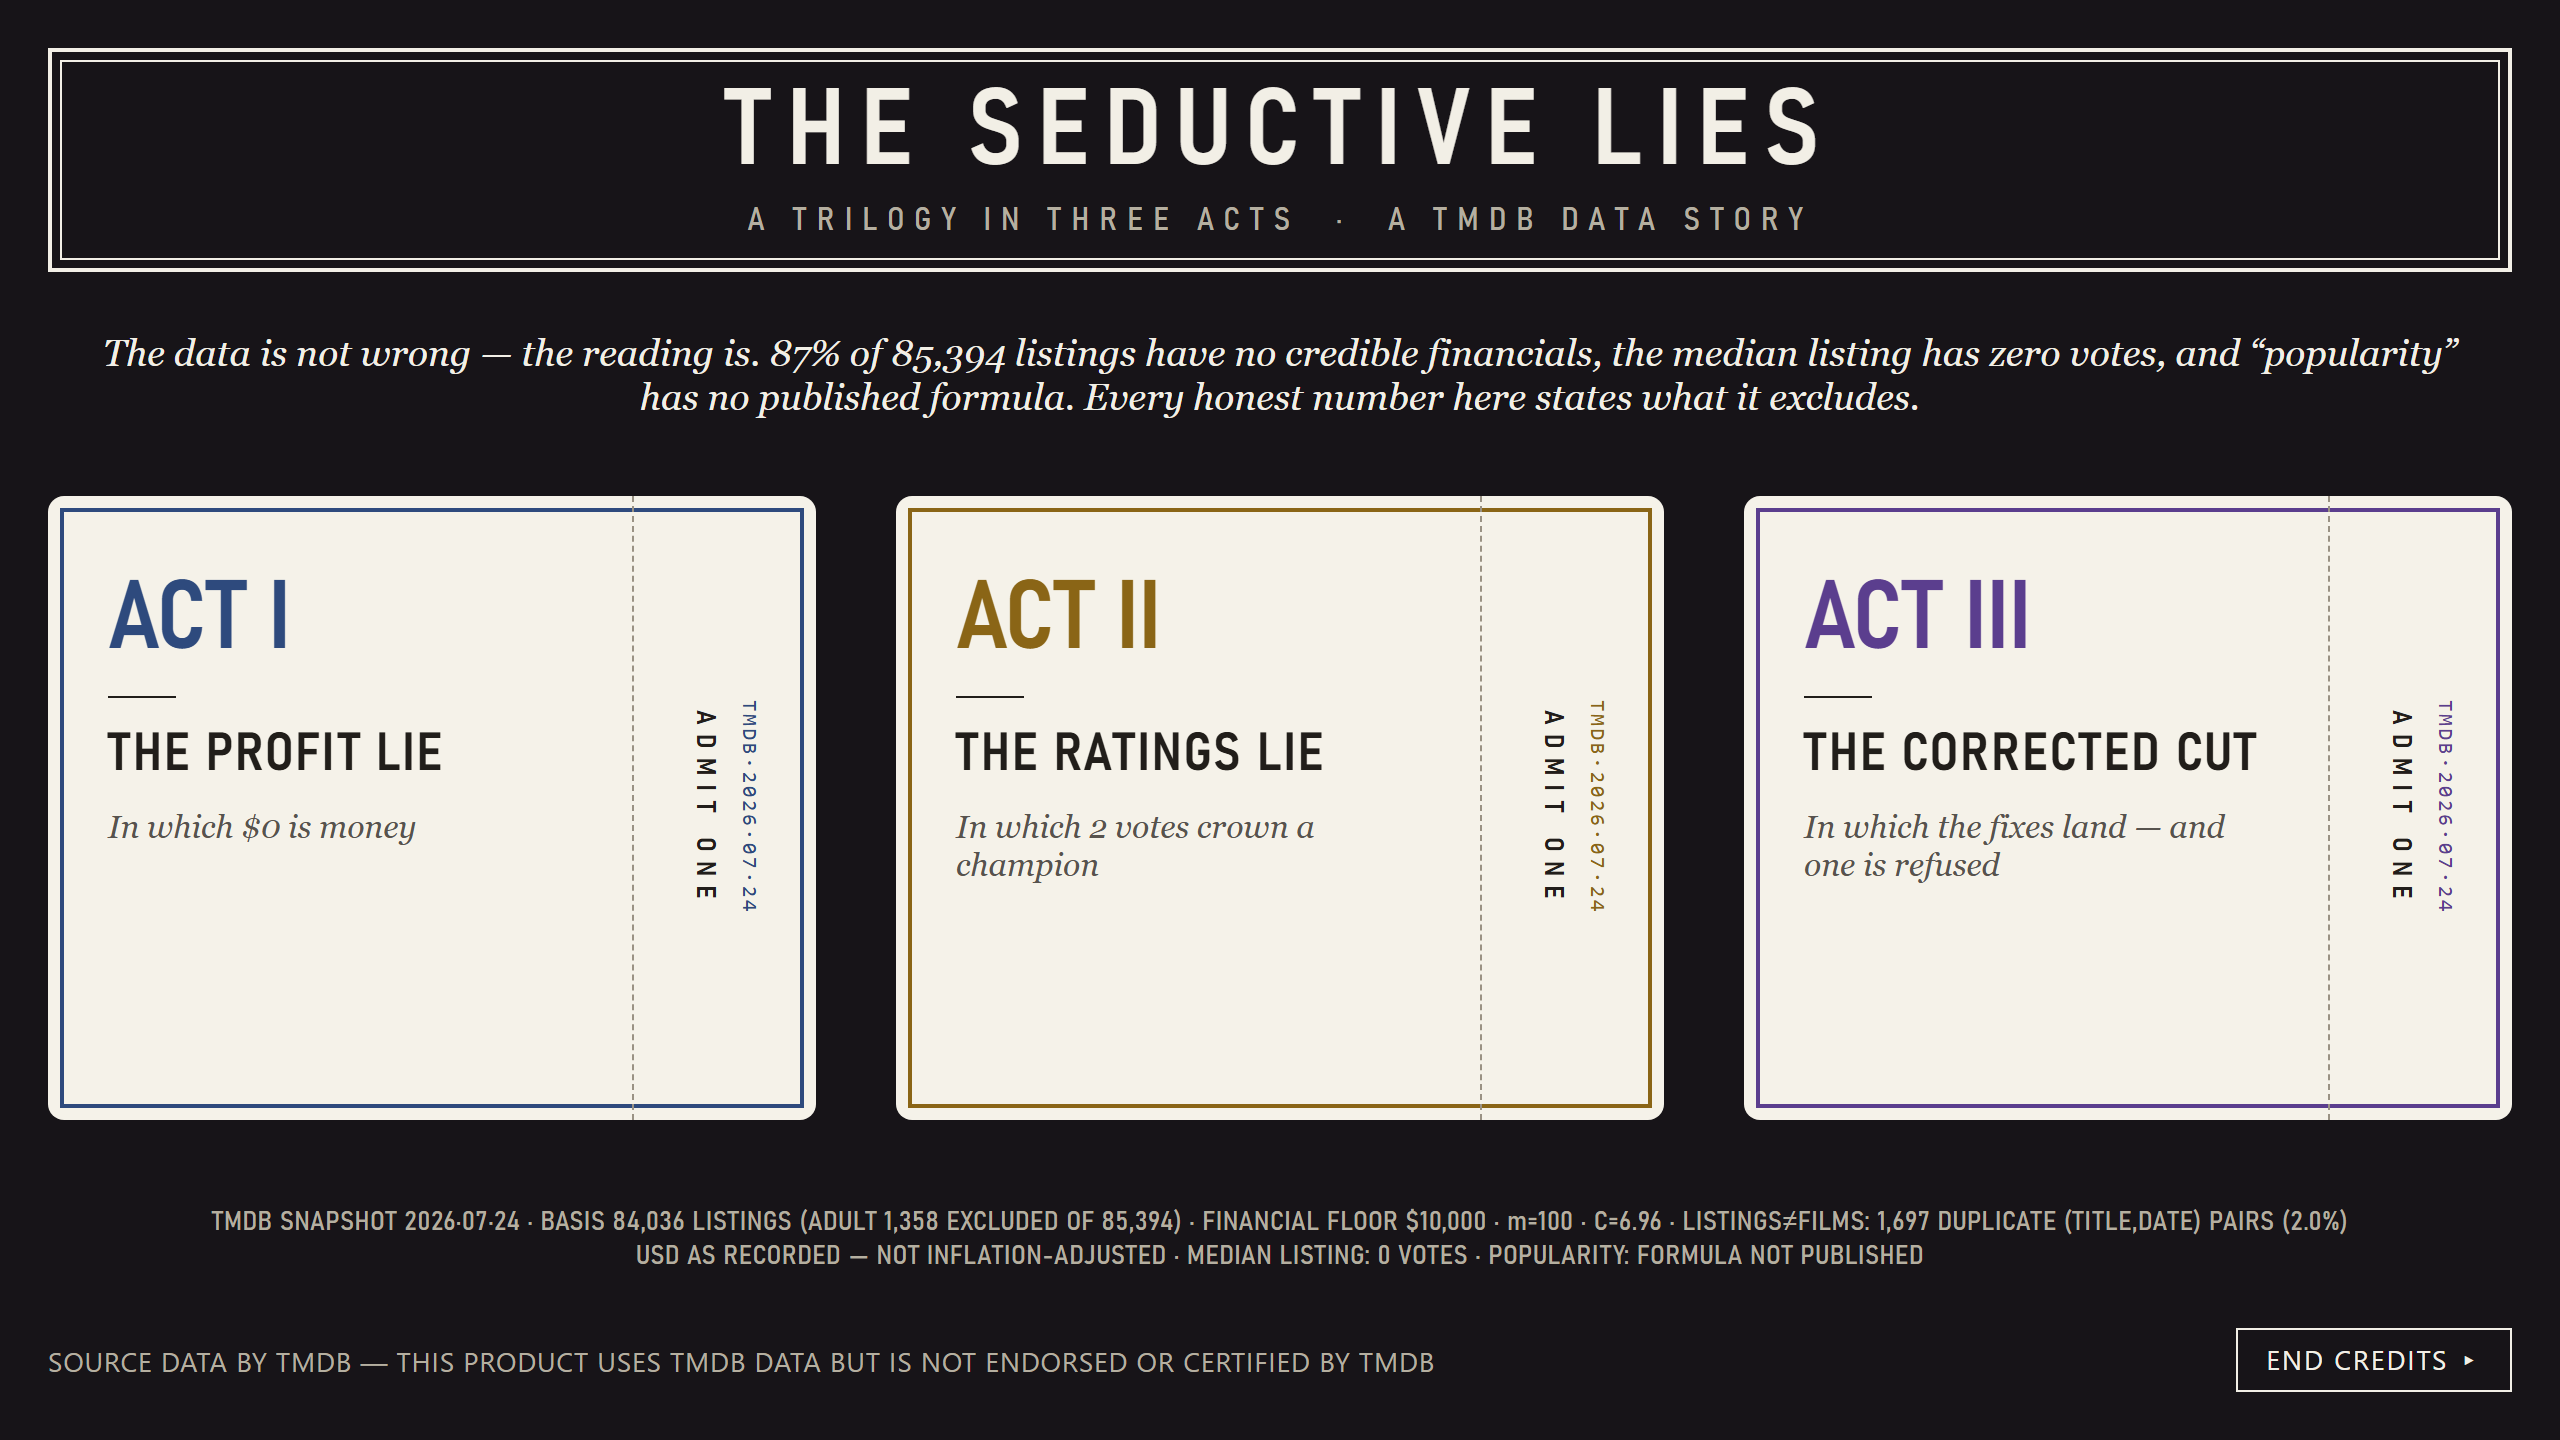 THE SEDUCTIVE LIES
A TRILOGY IN THREE ACTS · A TMDB DATA STORY
The data is not wrong — the reading is. 87% of 85,394 listings have no credible financials, the median listing has zero votes, and “popularity”
has no published formula. Every honest number here states what it excludes.
ACT I
THE PROFIT LIE
In which $0 is money
ADMIT ONE
TMDB·2026·07·24
ACT II
THE RATINGS LIE
In which 2 votes crown a
champion
ADMIT ONE
TMDB·2026·07·24
ACT III
THE CORRECTED CUT
In which the fixes land — and
one is refused
ADMIT ONE
TMDB·2026·07·24
TMDB SNAPSHOT 2026-07-24 · BASIS 84,036 LISTINGS (ADULT 1,358 EXCLUDED OF 85,394) · FINANCIAL FLOOR $10,000 · m=100 · C=6.96 · LISTINGS≠FILMS: 1,697 DUPLICATE (TITLE,DATE) PAIRS (2.0%)
USD AS RECORDED — NOT INFLATION-ADJUSTED · MEDIAN LISTING: 0 VOTES · POPULARITY: FORMULA NOT PUBLISHED
SOURCE DATA BY TMDB — THIS PRODUCT USES TMDB DATA BUT IS NOT ENDORSED OR CERTIFIED BY TMDB
END CREDITS ▸